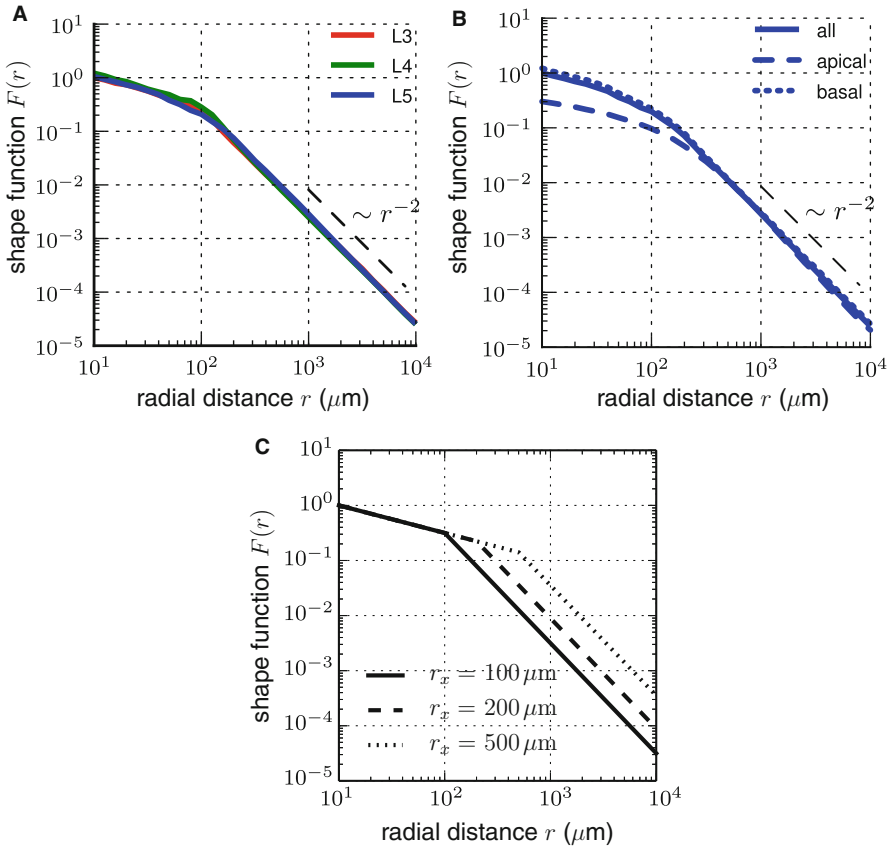 A
10^1
10^0
10^{-1}
10^{-2}
10^{-3}
10^{-4}
10^{-5}
shape function F(r)
L3
L4
L5
∼ r^{-2}
10^1
10^2
10^3
10^4
radial distance r (μm)
B
10^1
10^0
10^{-1}
10^{-2}
10^{-3}
10^{-4}
10^{-5}
shape function F(r)
all
apical
basal
∼ r^{-2}
10^1
10^2
10^3
10^4
radial distance r (μm)
C
10^1
10^0
10^{-1}
10^{-2}
10^{-3}
10^{-4}
10^{-5}
shape function F(r)
r_x = 100 μm
r_x = 200 μm
r_x = 500 μm
10^1
10^2
10^3
10^4
radial distance r (μm)